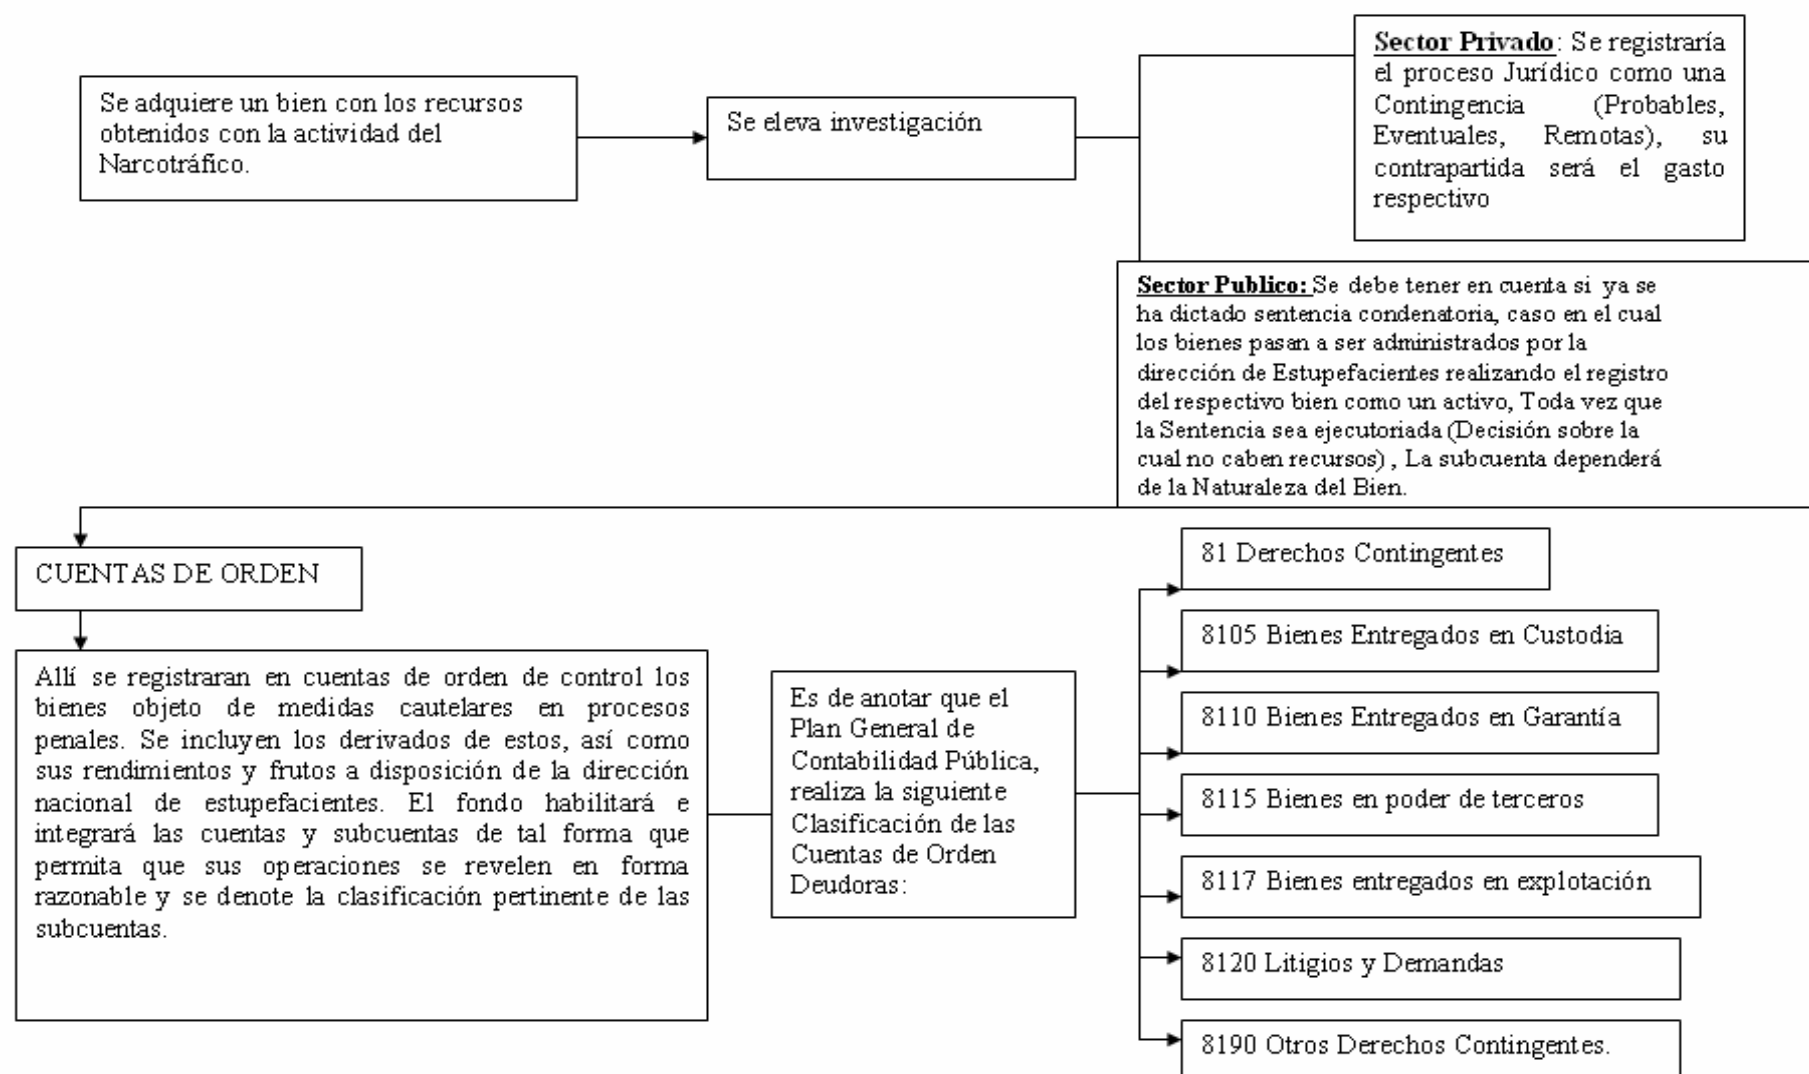 Se adquiere un bien con los recursos
obtenidos con la actividad del
Narcotráfico.
Se eleva investigación
Sector Privado: Se registraría
el proceso Jurídico como una
Contingencia (Probables,
Eventuales, Remotas), su
contrapartida será el gasto
respectivo
Sector Publico: Se debe tener en cuenta si ya se
ha dictado sentencia condenatoria, caso en el cual
los bienes pasan a ser administrados por la
dirección de Estupefacientes realizando el registro
del respectivo bien como un activo, Toda vez que
la Sentencia sea ejecutoriada (Decisión sobre la
cual no caben recursos) , La subcuenta dependerá
de la Naturaleza del Bien.
CUENTAS DE ORDEN
Allí se registraran en cuentas de orden de control los
bienes objeto de medidas cautelares en procesos
penales. Se incluyen los derivados de estos, así como
sus rendimientos y frutos a disposición de la dirección
nacional de estupefacientes. El fondo habilitará e
integrará las cuentas y subcuentas de tal forma que
permita que sus operaciones se revelen en forma
razonable y se denote la clasificación pertinente de las
subcuentas.
Es de anotar que el
Plan General de
Contabilidad Pública,
realiza la siguiente
Clasificación de las
Cuentas de Orden
Deudoras:
81 Derechos Contingentes
8105 Bienes Entregados en Custodia
8110 Bienes Entregados en Garantía
8115 Bienes en poder de terceros
8117 Bienes entregados en explotación
8120 Litigios y Demandas
8190 Otros Derechos Contingentes.